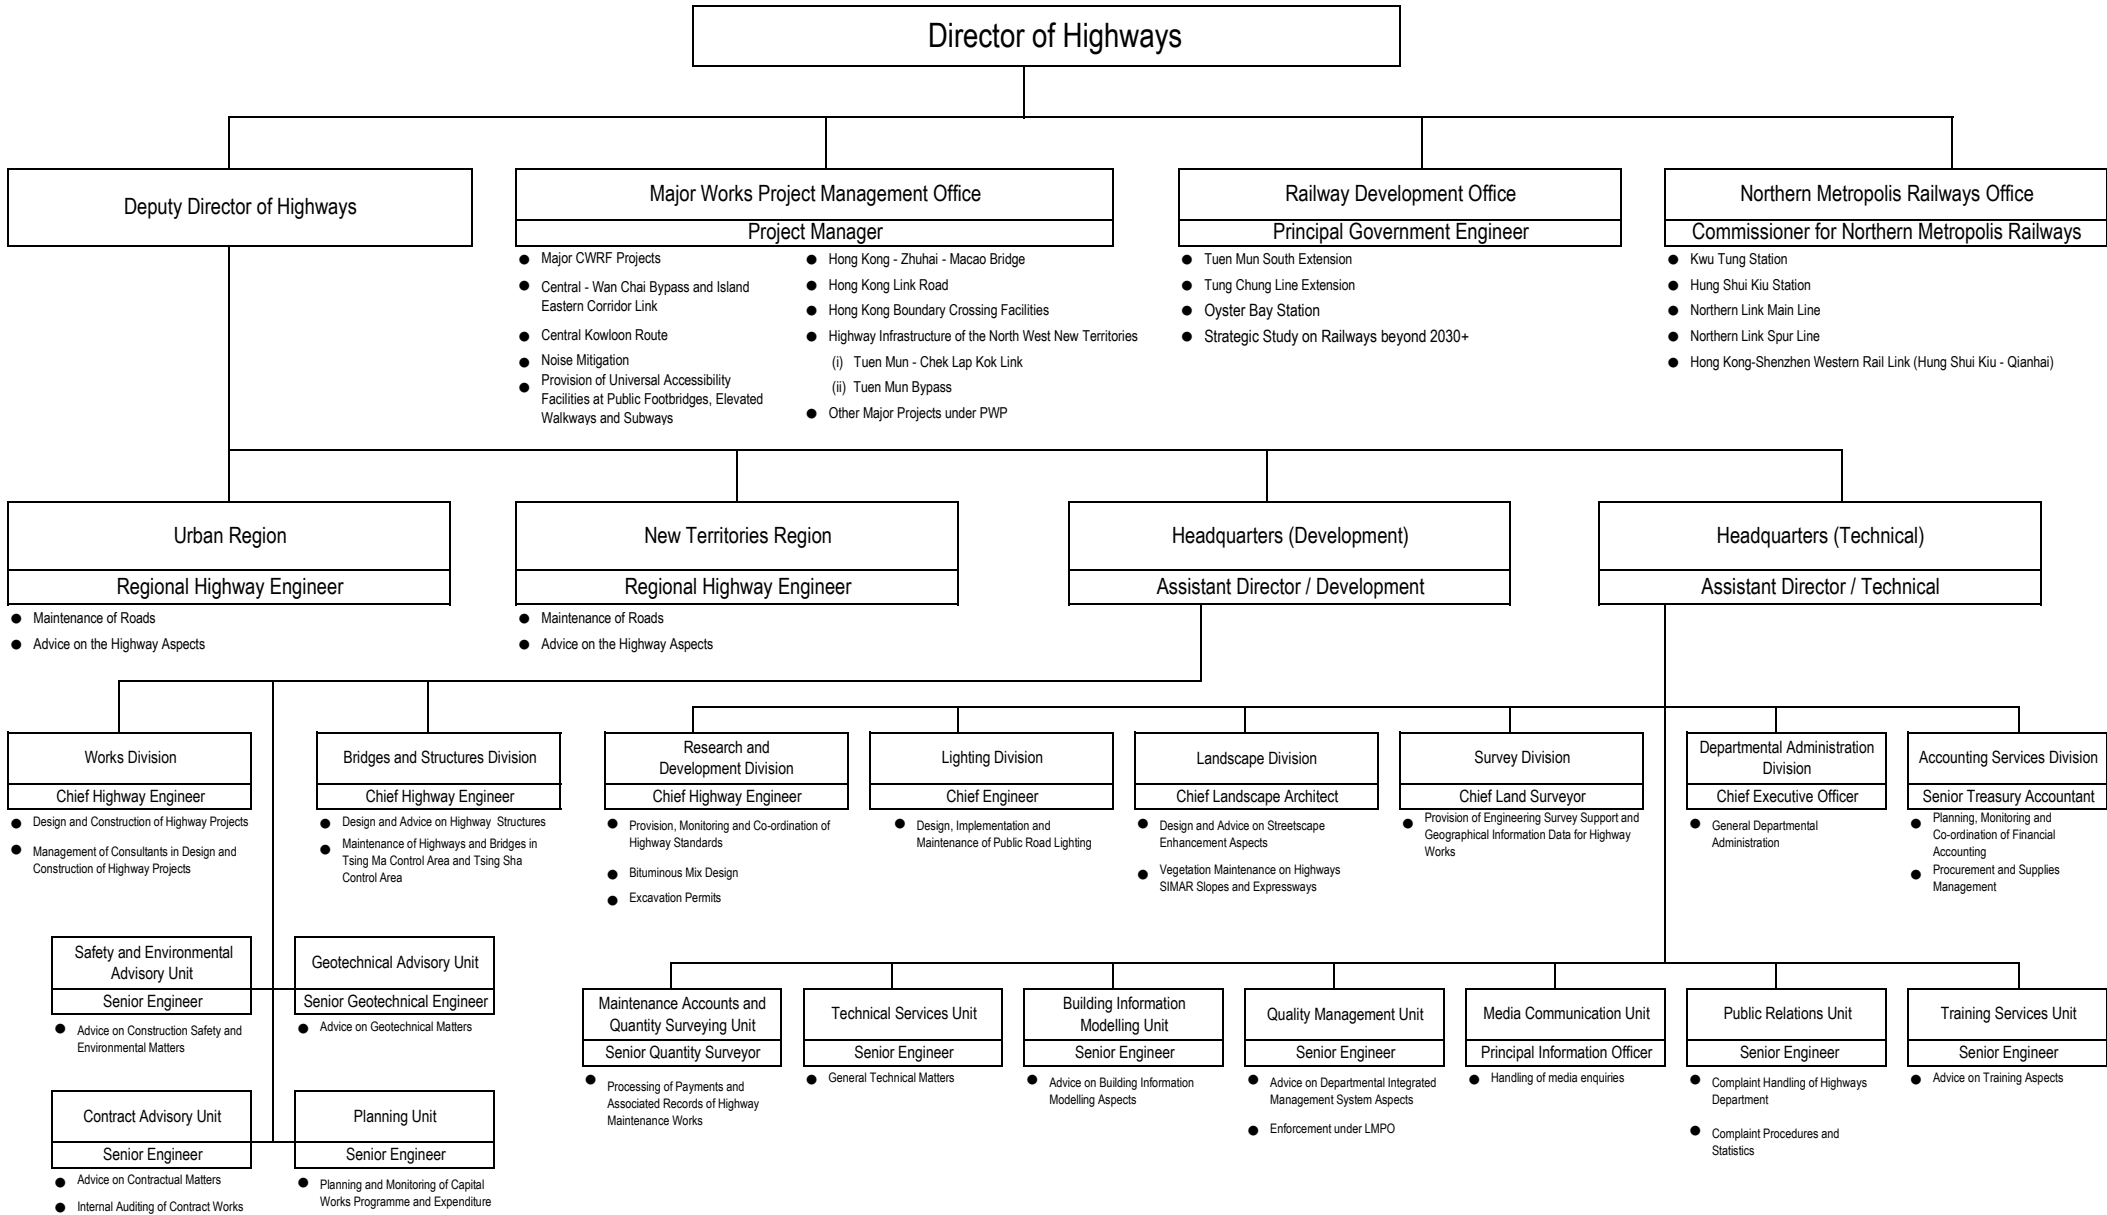 Director of Highways
Deputy Director of Highways
Major Works Project Management Office
Project Manager
● Major CWRF Projects
● Central - Wan Chai Bypass and Island
Eastern Corridor Link
● Central Kowloon Route
● Noise Mitigation
● Provision of Universal Accessibility
Facilities at Public Footbridges, Elevated
Walkways and Subways
● Hong Kong - Zhuhai - Macao Bridge
● Hong Kong Link Road
● Hong Kong Boundary Crossing Facilities
● Highway Infrastructure of the North West New Territories
(i) Tuen Mun - Chek Lap Kok Link
(ii) Tuen Mun Bypass
● Other Major Projects under PWP
Railway Development Office
Principal Government Engineer
● Tuen Mun South Extension
● Tung Chung Line Extension
● Oyster Bay Station
● Strategic Study on Railways beyond 2030+
Northern Metropolis Railways Office
Commissioner for Northern Metropolis Railways
● Kwu Tung Station
● Hung Shui Kiu Station
● Northern Link Main Line
● Northern Link Spur Line
● Hong Kong-Shenzhen Western Rail Link (Hung Shui Kiu - Qianhai)
Urban Region
Regional Highway Engineer
● Maintenance of Roads
● Advice on the Highway Aspects
New Territories Region
Regional Highway Engineer
● Maintenance of Roads
● Advice on the Highway Aspects
Headquarters (Development)
Assistant Director / Development
Headquarters (Technical)
Assistant Director / Technical
Works Division
Chief Highway Engineer
● Design and Construction of Highway Projects
● Management of Consultants in Design and
Construction of Highway Projects
Bridges and Structures Division
Chief Highway Engineer
● Design and Advice on Highway Structures
● Maintenance of Highways and Bridges in
Tsing Ma Control Area and Tsing Sha
Control Area
Research and
Development Division
Chief Highway Engineer
● Provision, Monitoring and Co-ordination of
Highway Standards
● Bituminous Mix Design
● Excavation Permits
Lighting Division
Chief Engineer
● Design, Implementation and
Maintenance of Public Road Lighting
Landscape Division
Chief Landscape Architect
● Design and Advice on Streetscape
Enhancement Aspects
● Vegetation Maintenance on Highways
SIMAR Slopes and Expressways
Survey Division
Chief Land Surveyor
● Provision of Engineering Survey Support and
Geographical Information Data for Highway
Works
Departmental Administration
Division
Chief Executive Officer
● General Departmental
Administration
Accounting Services Division
Senior Treasury Accountant
● Planning, Monitoring and
Co-ordination of Financial
Accounting
● Procurement and Supplies
Management
Safety and Environmental
Advisory Unit
Senior Engineer
● Advice on Construction Safety and
Environmental Matters
Geotechnical Advisory Unit
Senior Geotechnical Engineer
● Advice on Geotechnical Matters
Contract Advisory Unit
Senior Engineer
● Advice on Contractual Matters
● Internal Auditing of Contract Works
Planning Unit
Senior Engineer
● Planning and Monitoring of Capital
Works Programme and Expenditure
Maintenance Accounts and
Quantity Surveying Unit
Senior Quantity Surveyor
● Processing of Payments and
Associated Records of Highway
Maintenance Works
Technical Services Unit
Senior Engineer
● General Technical Matters
Building Information
Modelling Unit
Senior Engineer
● Advice on Building Information
Modelling Aspects
Quality Management Unit
Senior Engineer
● Advice on Departmental Integrated
Management System Aspects
● Enforcement under LMPO
Media Communication Unit
Principal Information Officer
● Handling of media enquiries
Public Relations Unit
Senior Engineer
● Complaint Handling of Highways
Department
● Complaint Procedures and
Statistics
Training Services Unit
Senior Engineer
● Advice on Training Aspects